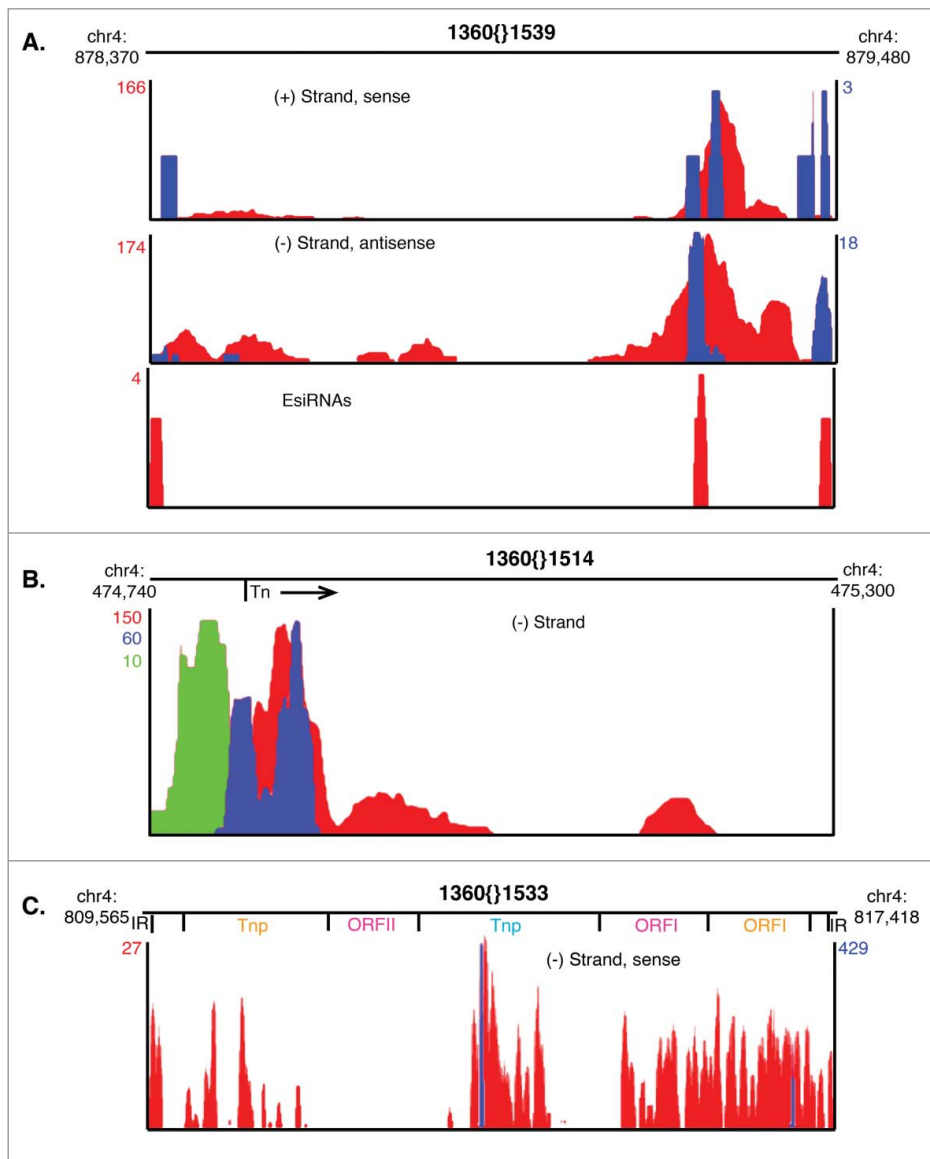 A.
chr4:
878,370
1360{}1539
chr4:
879,480
166
(+) Strand, sense
3
174
(-) Strand, antisense
18
4
EsiRNAs
B.
chr4:
474,740
1360{}1514
chr4:
475,300
Tn
150
60
10
(-) Strand
C.
chr4:
809,565
1360{}1533
chr4:
817,418
IR Tnp ORFII Tnp ORFI ORFI IR
27
(-) Strand, sense
429